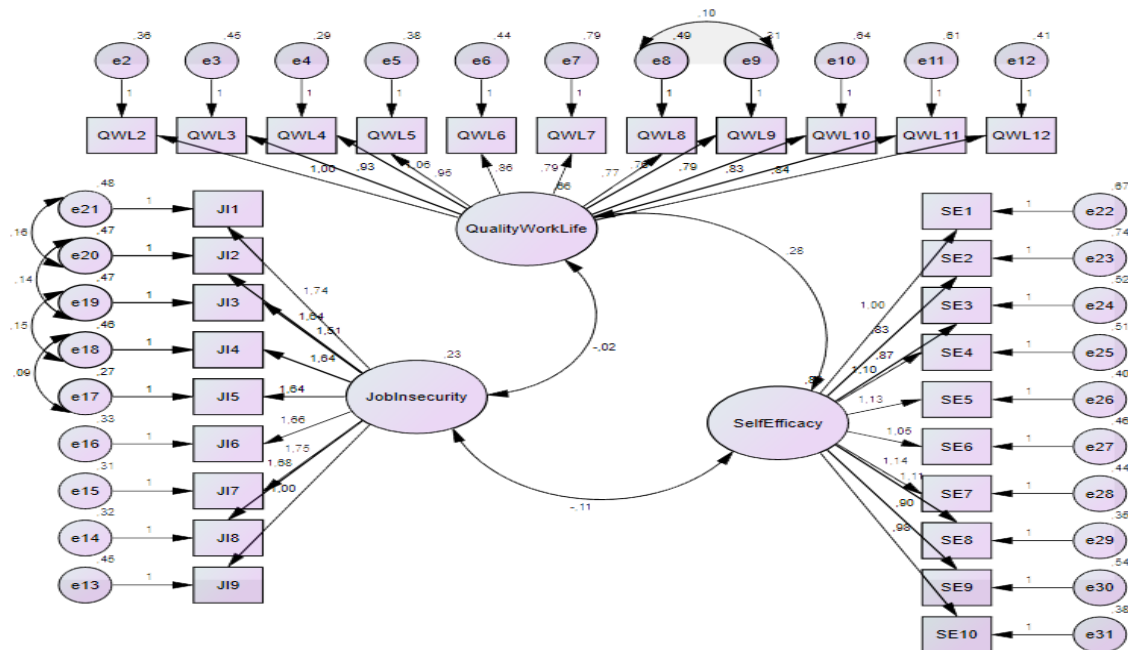 .10
.36 .45 .29 .38 .44 .79 .49 .31 .64 .61 .41
e2 e3 e4 e5 e6 e7 e8 e9 e10 e11 e12
1 1 1 1 1 1 1 1 1 1 1
QWL2 QWL3 QWL4 QWL5 QWL6 QWL7 QWL8 QWL9 QWL10 QWL11 QWL12
1,00 .93 .95 1,06 .86 .79 .77 .79 .83 .84
.66
QualityWorkLife
.48
e21 1 JI1
.16
.47
e20 1 JI2
.14
.47
e19 1 JI3
.15
.46
e18 1 JI4
.09
.27
e17 1 JI5
.33
e16 1 JI6
.31
e15 1 JI7
.32
e14 1 JI8
.45
e13 1 JI9
1,74
1,64
1,51
1,64
1,64
1,66
1,75
1,68
1,00
.23
JobInsecurity
-,02
.28
-,11
SelfEfficacy
1,00
.83
.87
1,10
1,13
1,05
1,14
1,11
.90
.98
.67
SE1 1 e22
.74
SE2 1 e23
.52
SE3 1 e24
.51
SE4 1 e25
.40
SE5 1 e26
.46
SE6 1 e27
.44
SE7 1 e28
SE8 1 e29
.54
SE9 1 e30
.38
SE10 1 e31